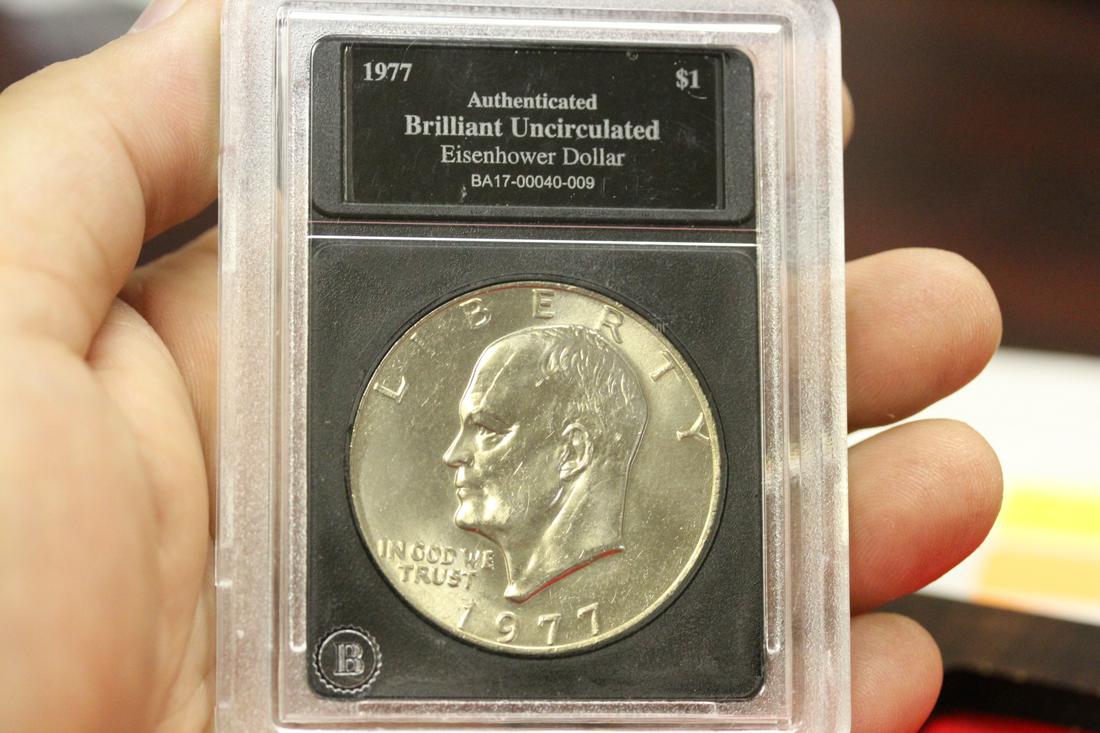 1977 $1
Authenticated
Brilliant Uncirculated
Eisenhower Dollar
BA17-00040-009
LIBERTY
IN GOD WE
TRUST
1977
B